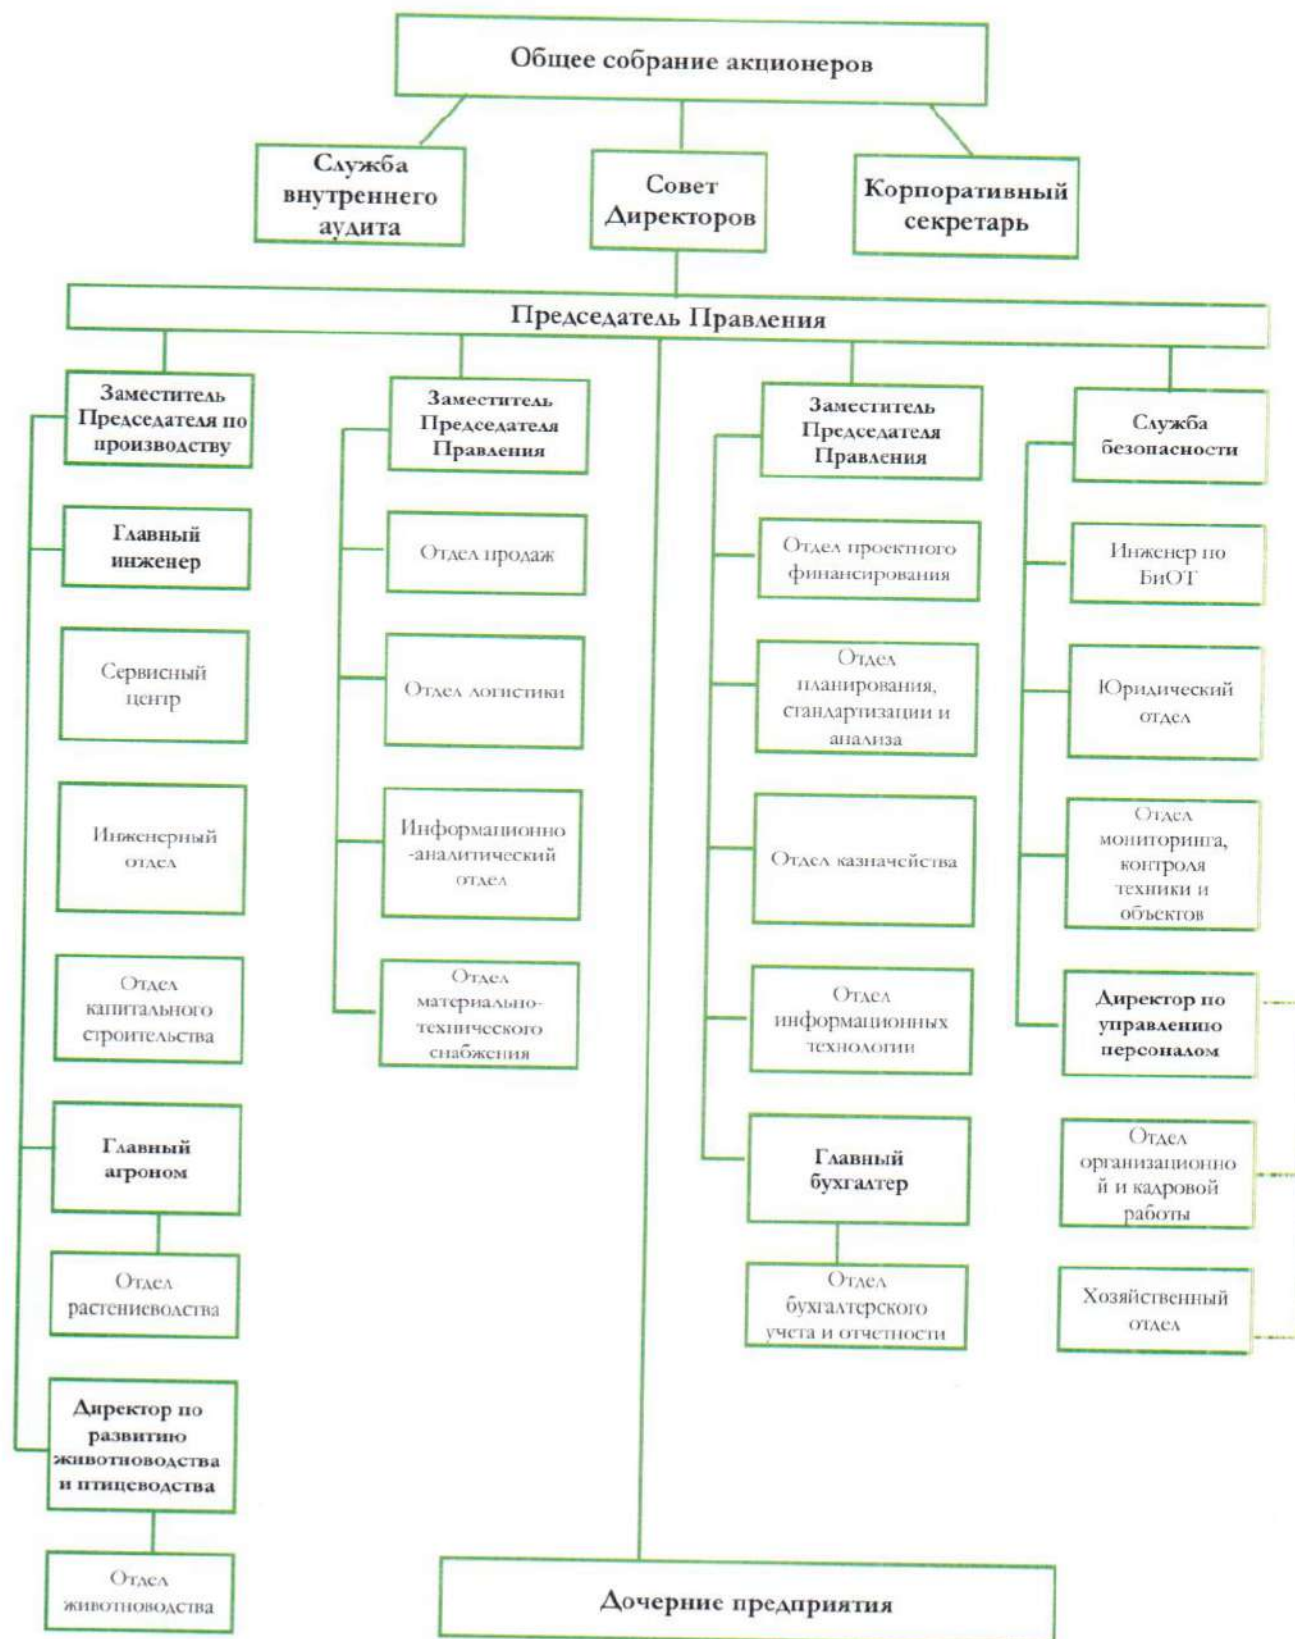 Общее собрание акционеров
Служба
внутреннего
аудита
Совет
Директоров
Корпоративный
секретарь
Председатель Правления
Заместитель
Председателя по
производству
Главный
инженер
Сервисный
центр
Инженерный
отдел
Отдел
капитального
строительства
Главный
агроном
Отдел
растениеводства
Директор по
развитию
животноводства
и птицеводства
Отдел
животноводства
Заместитель
Председателя
Правления
Отдел продаж
Отдел логистики
Информационно
-аналитический
отдел
Отдел
материально-
технического
снабжения
Заместитель
Председателя
Правления
Отдел проектного
финансирования
Отдел
планирования,
стандартизации и
анализа
Отдел казначейства
Отдел
информационных
технологии
Главный
бухгалтер
Отдел
бухгалтерского
учета и отчетности
Служба
безопасности
Инженер по
БиОТ
Юридический
отдел
Отдел
мониторинга,
контроля
техники и
объектов
Директор по
управлению
персоналом
Отдел
организационно
й и кадровой
работы
Хозяйственный
отдел
Дочерние предприятия